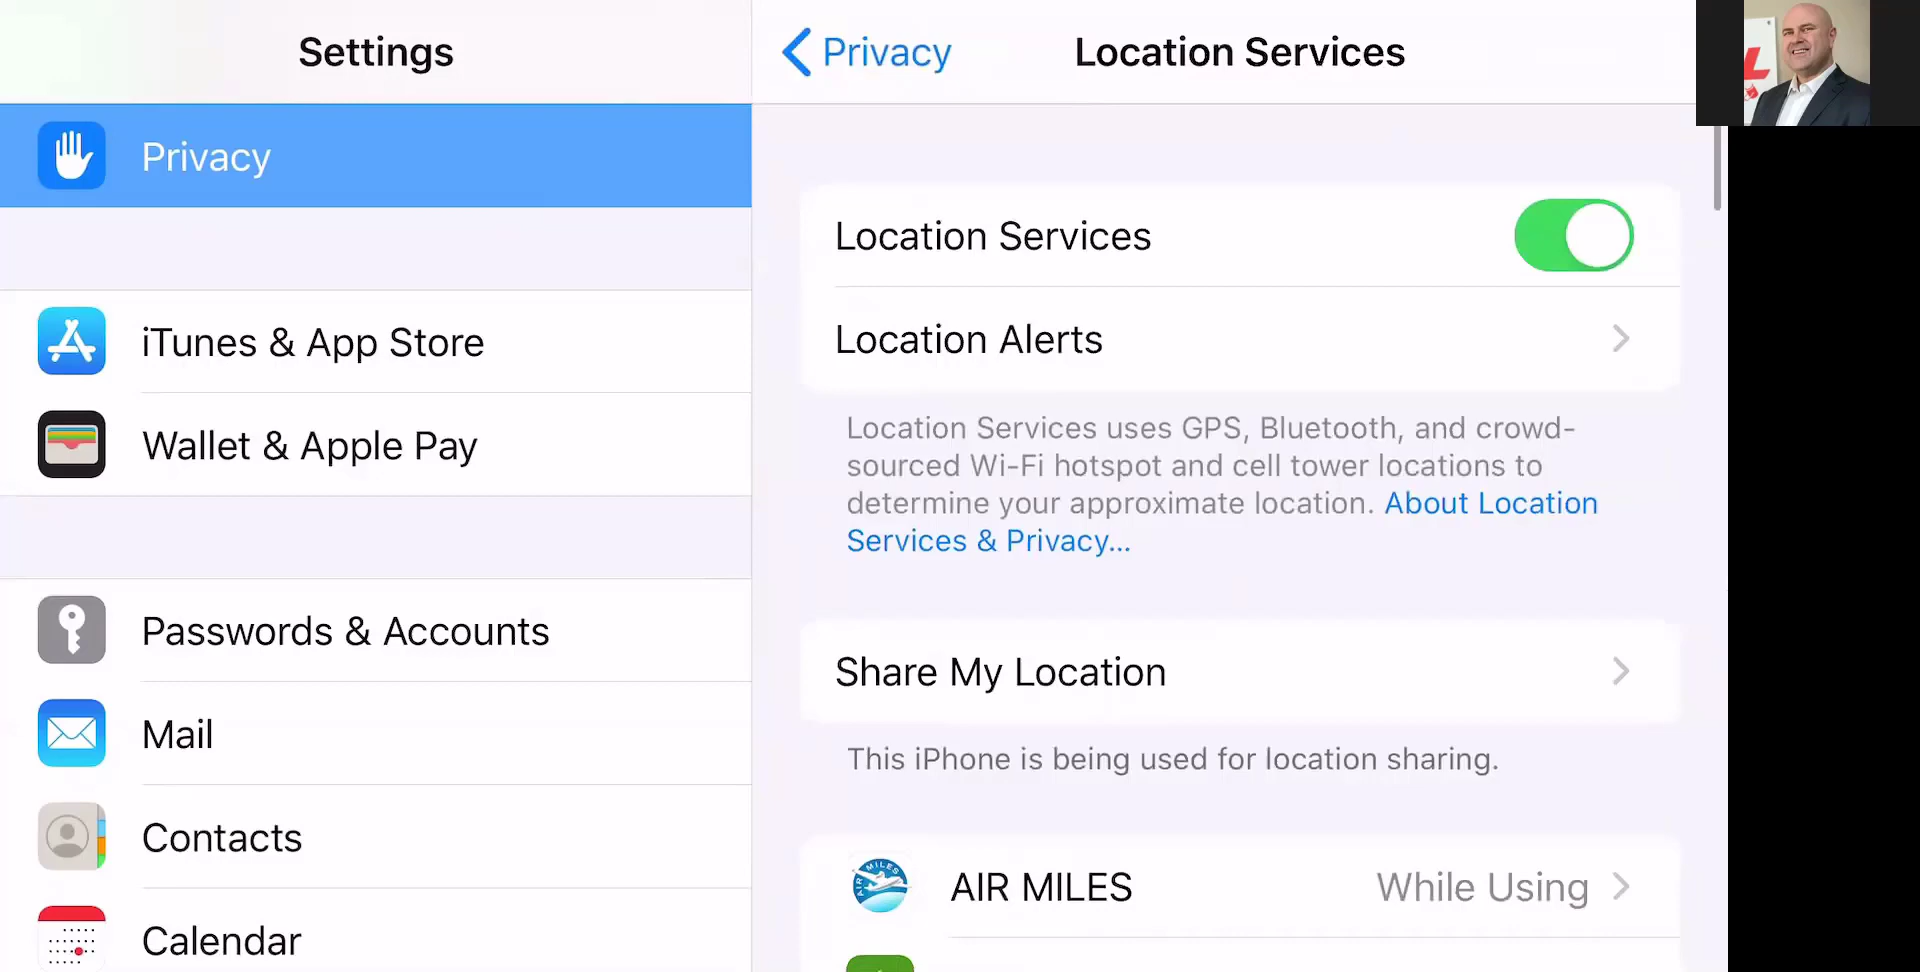 Settings
Privacy
iTunes & App Store
Wallet & Apple Pay
Passwords & Accounts
Mail
Contacts
Calendar
Privacy
Location Services
Location Services
Location Alerts
Location Services uses GPS, Bluetooth, and crowd-
sourced Wi-Fi hotspot and cell tower locations to
determine your approximate location. About Location
Services & Privacy...
Share My Location
This iPhone is being used for location sharing.
AIR MILES
AIR MILES While Using
L